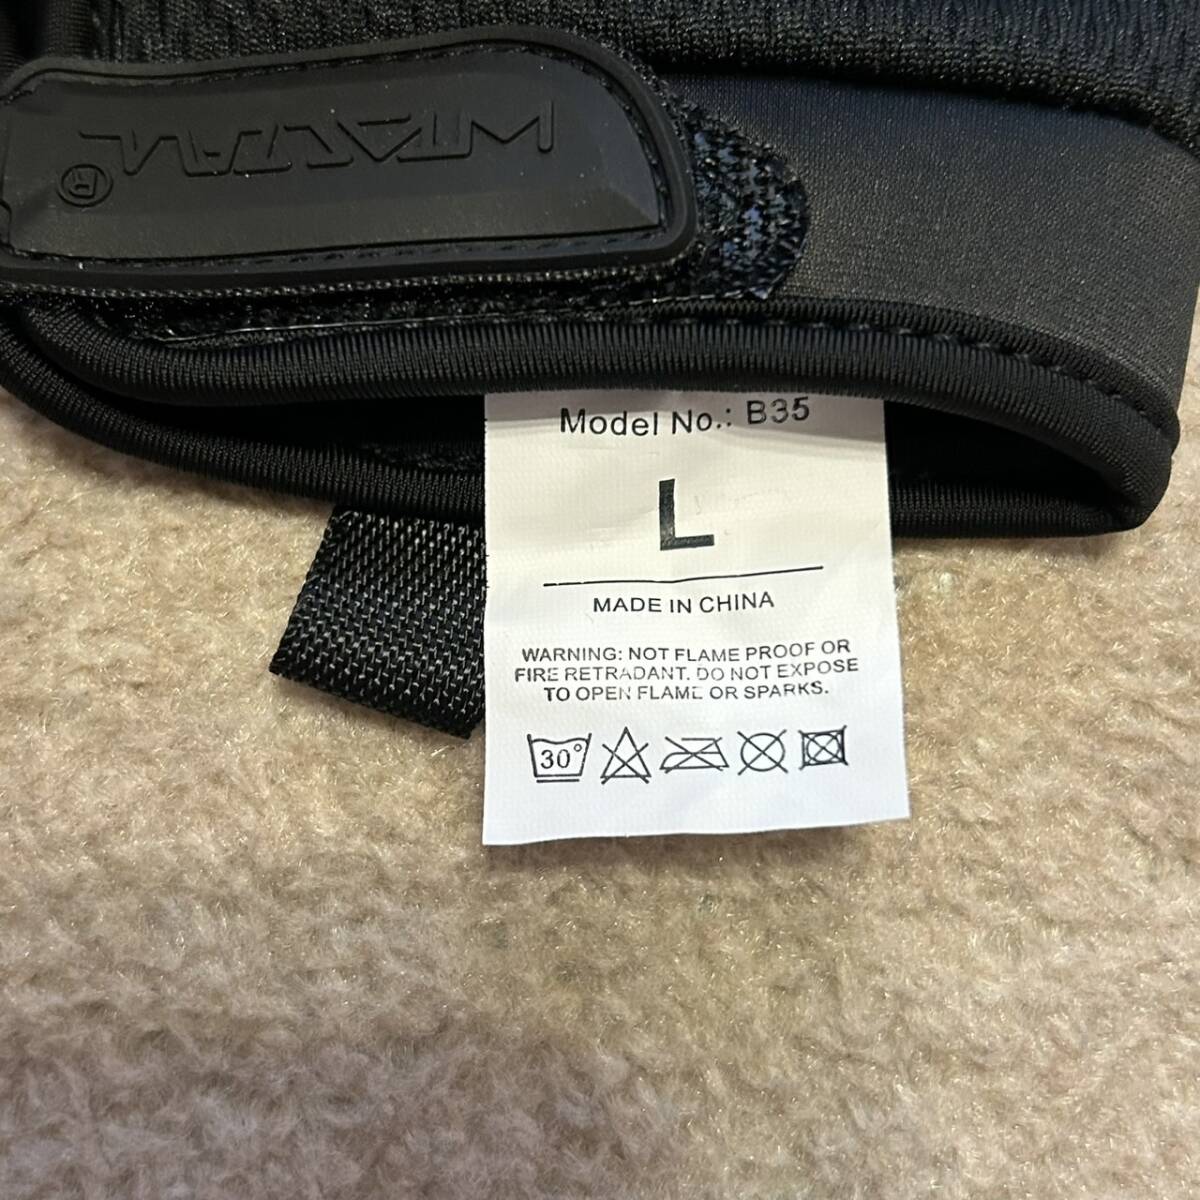 WTACTFUL®
Model No.: B35
L
MADE IN CHINA
WARNING: NOT FLAME PROOF OR
FIRE RETRADANT. DO NOT EXPOSE
TO OPEN FLAME OR SPARKS.
30°